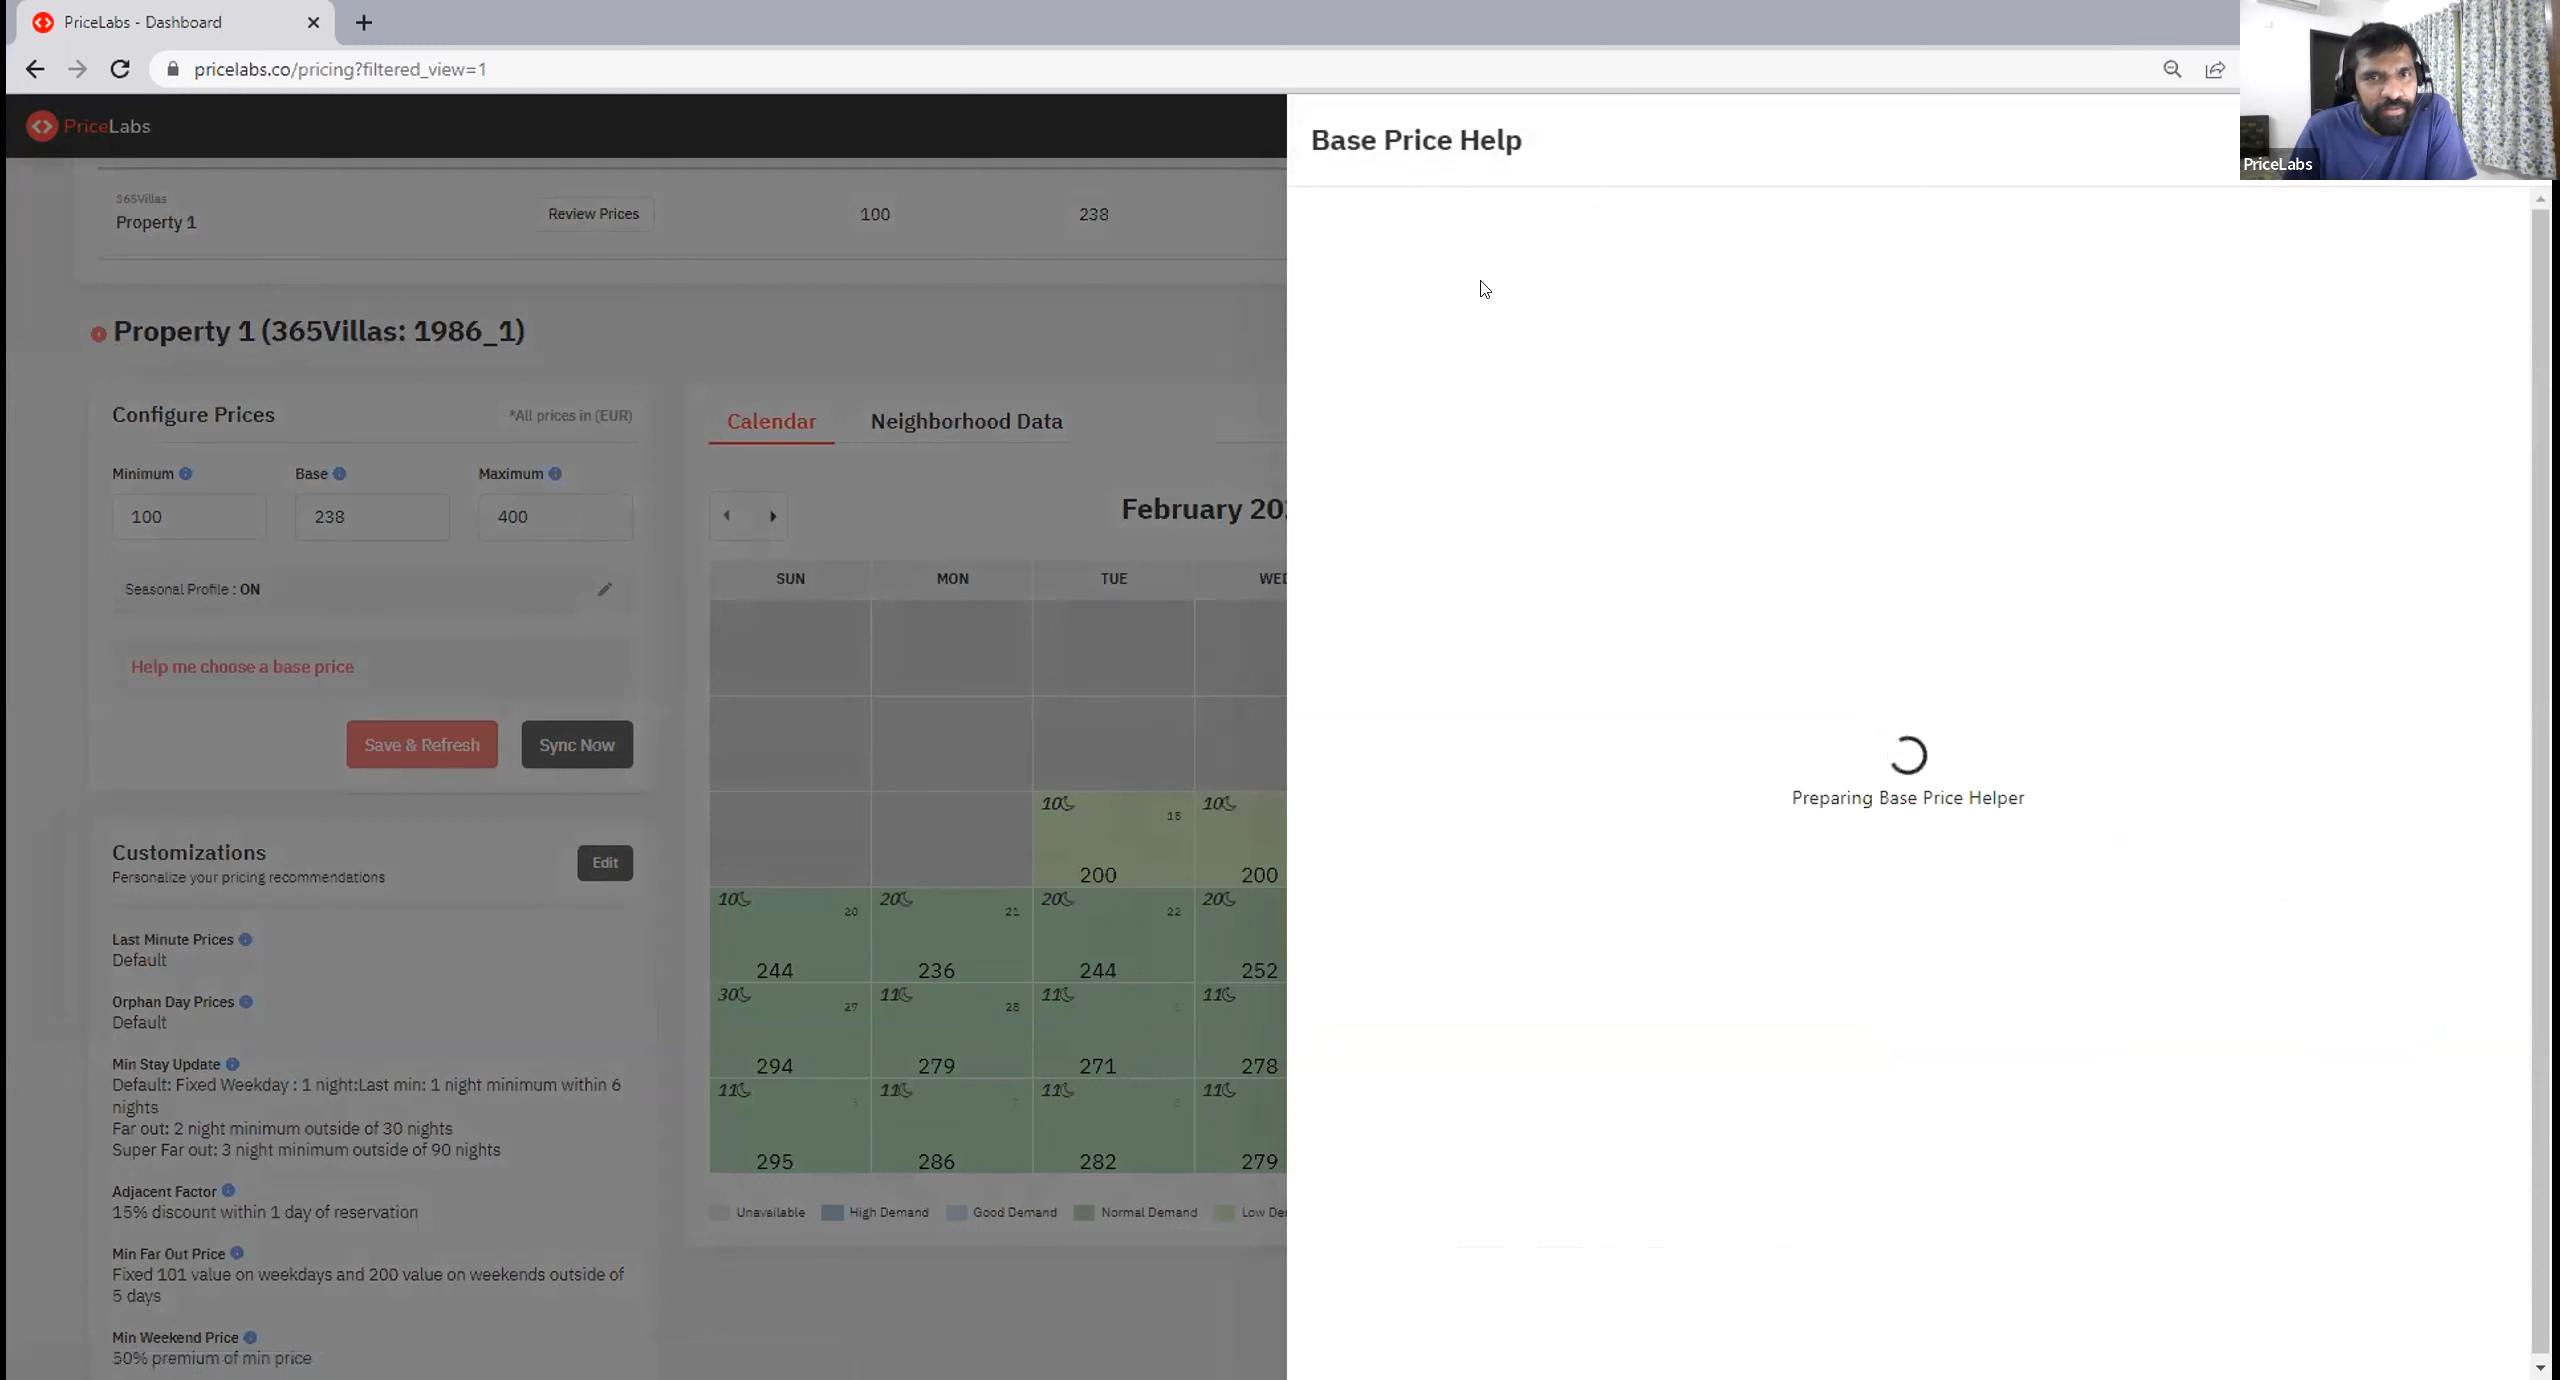 PriceLabs - Dashboard
pricelabs.co/pricing?filtered_view=1
PriceLabs
PriceLabs
Base Price Help
365Villas
Property 1
Review Prices
100
238
Property 1 (365Villas: 1986_1)
Configure Prices
*All prices in (EUR)
Minimum
Base
Maximum
100
238
400
Seasonal Profile : ON
Help me choose a base price
Save & Refresh
Sync Now
Calendar
Neighborhood Data
February
SUN
MON
TUE
10
15
200
10
200
10
20
244
20
21
236
20
22
244
20
252
30
27
294
11
28
279
11
271
11
278
11
295
11
286
11
282
11
279
Unavailable
High Demand
Good Demand
Normal Demand
Low
Customizations
Edit
Personalize your pricing recommendations
Last Minute Prices
Default
Orphan Day Prices
Default
Min Stay Update
Default: Fixed Weekday : 1 night:Last min: 1 night minimum within 6
nights
Far out: 2 night minimum outside of 30 nights
Super Far out: 3 night minimum outside of 90 nights
Adjacent Factor
15% discount within 1 day of reservation
Min Far Out Price
Fixed 101 value on weekdays and 200 value on weekends outside of
5 days
Min Weekend Price
50% premium of min price
Preparing Base Price Helper